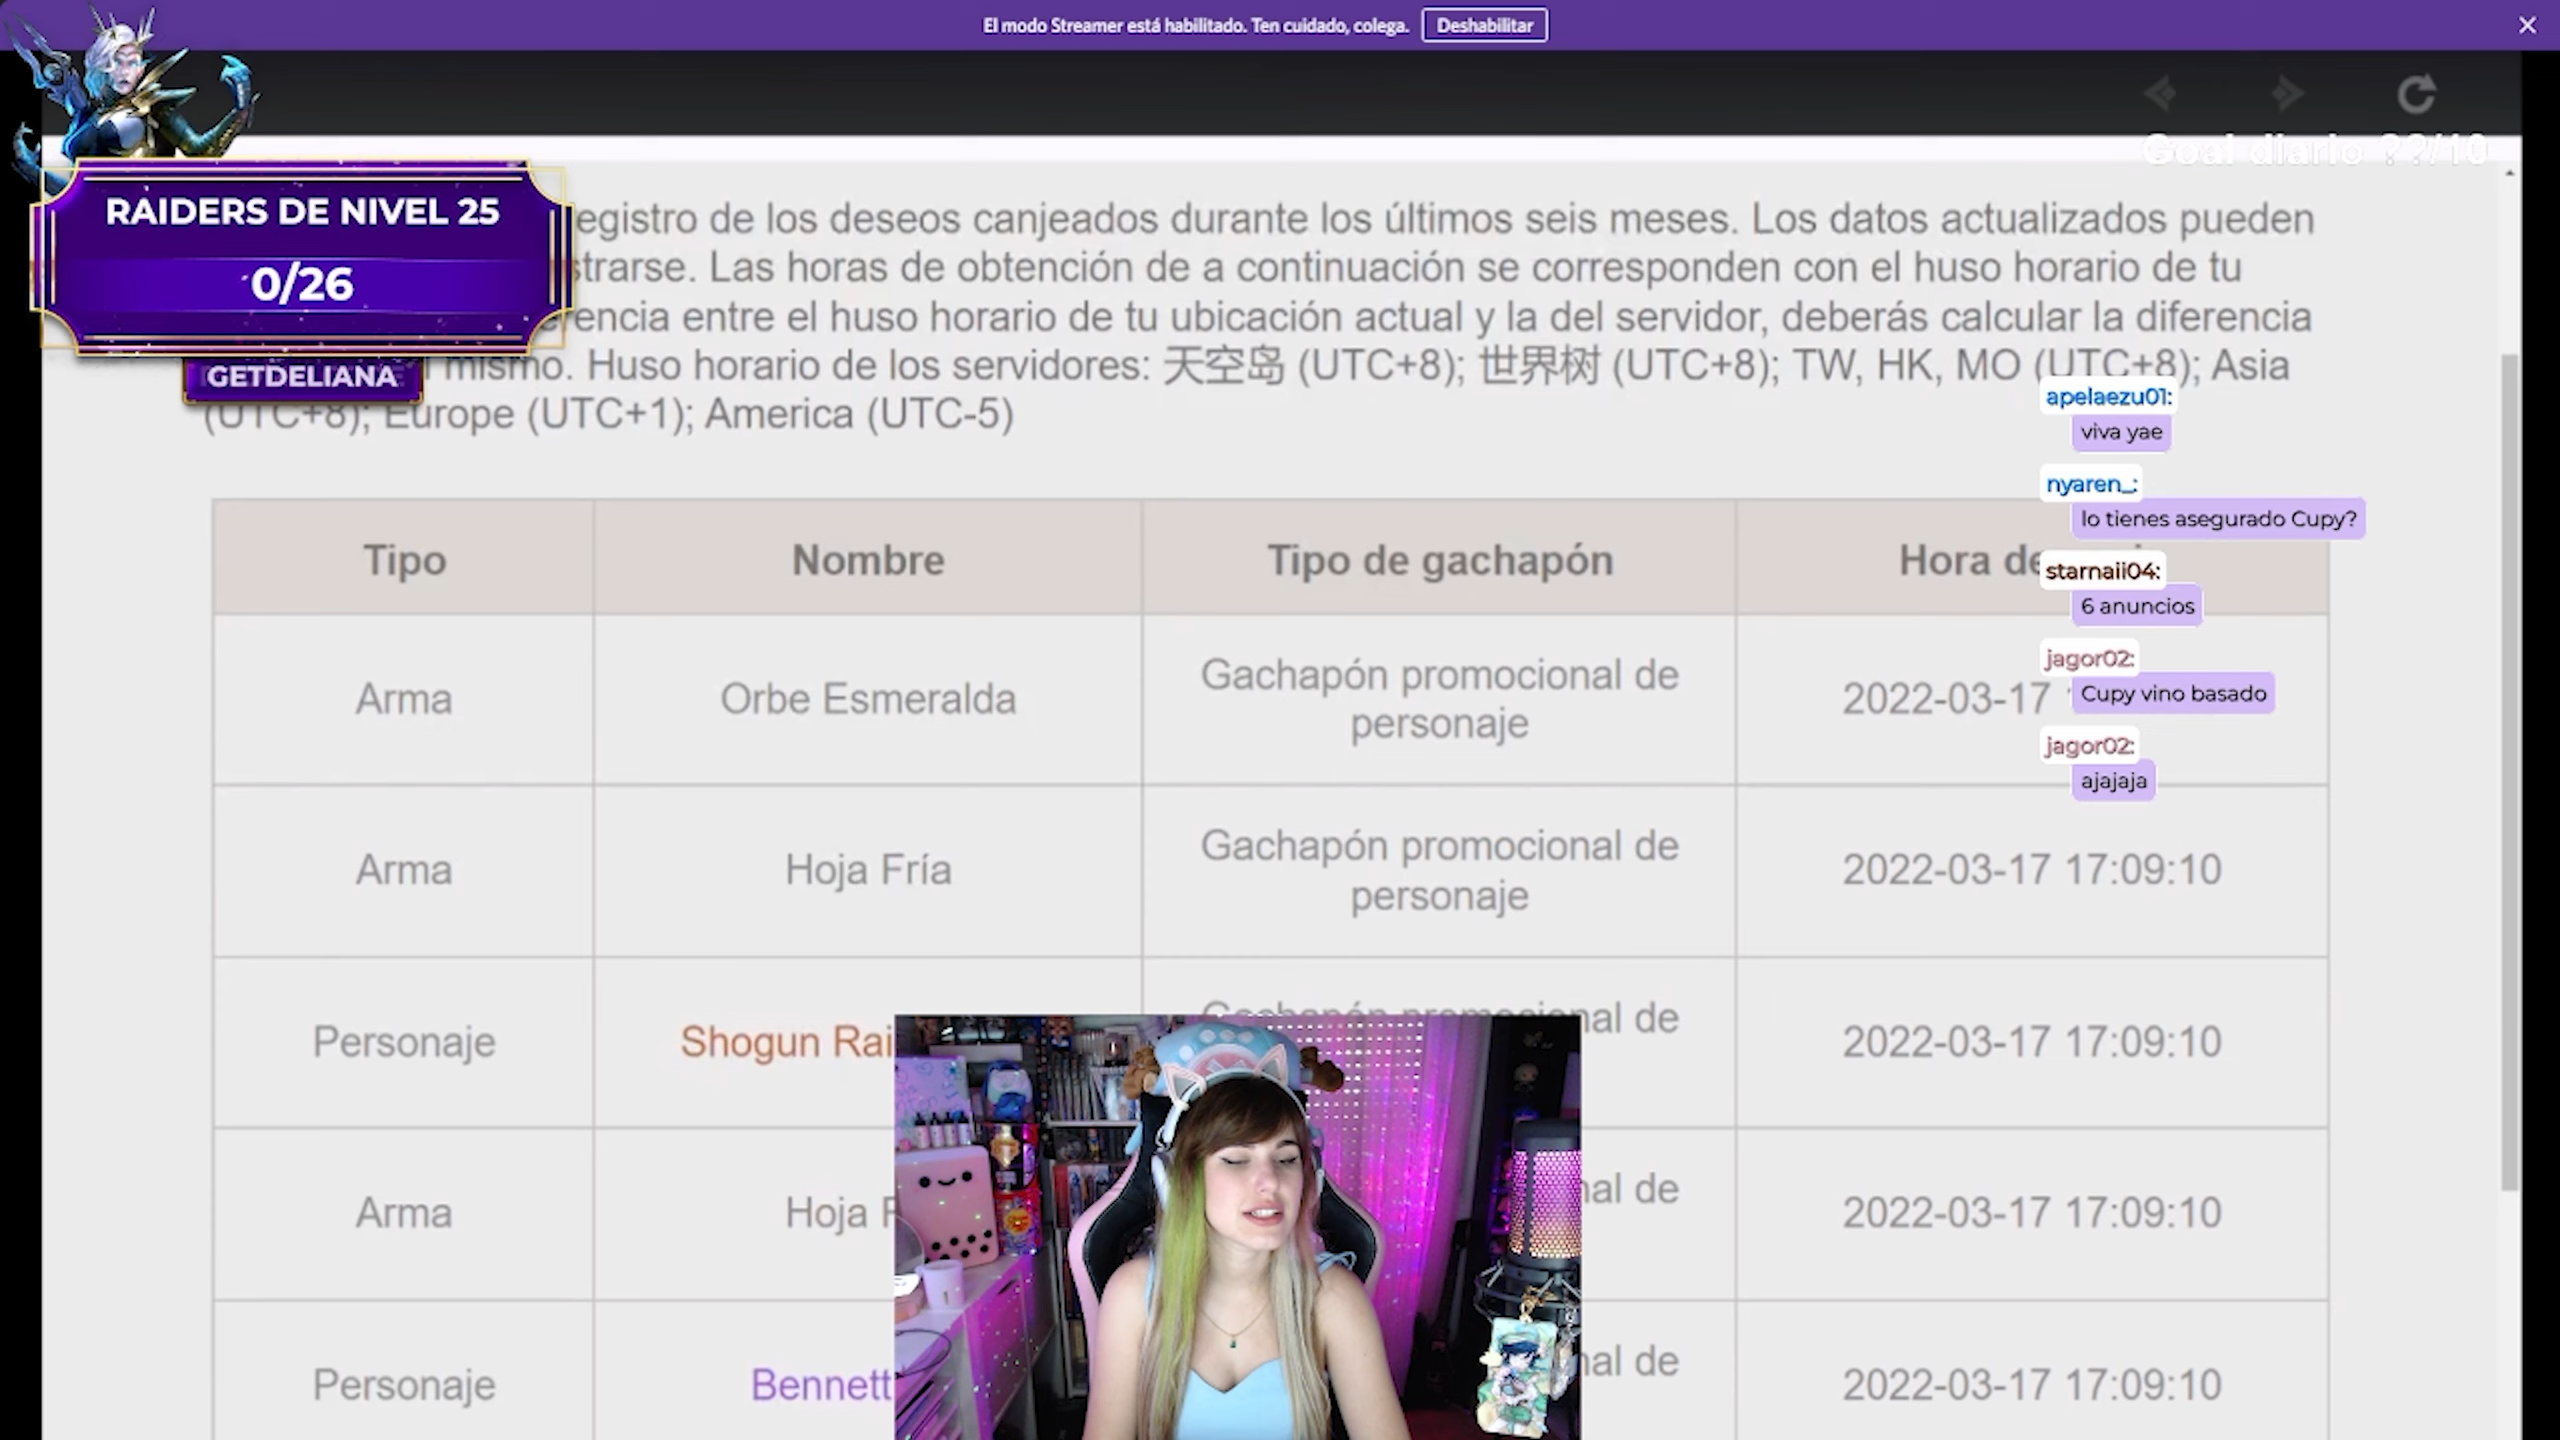 El modo Streamer está habilitado. Ten cuidado, colega. Deshabilitar
Goal diario ??/10
RAIDERS DE NIVEL 25
0/26
GETDELIANA
egistro de los deseos canjeados durante los últimos seis meses. Los datos actualizados pueden
strarse. Las horas de obtención de a continuación se corresponden con el huso horario de tu
erencia entre el huso horario de tu ubicación actual y la del servidor, deberás calcular la diferencia
mismo. Huso horario de los servidores: 天空岛 (UTC+8); 世界树 (UTC+8); TW, HK, MO (UTC+8); Asia
(UTC+8); Europe (UTC+1); America (UTC-5)
apelaezu01:
viva yae
nyaren_:
lo tienes asegurado Cupy?
starnaii04:
6 anuncios
jagor02:
Cupy vino basado
jagor02:
ajajaja
Tipo Nombre Tipo de gachapón Hora de
Arma Orbe Esmeralda Gachapón promocional de
personaje 2022-03-17
Arma Hoja Fría Gachapón promocional de
personaje 2022-03-17 17:09:10
Personaje Shogun Rai Gachapón promocional de 2022-03-17 17:09:10
Arma Hoja de 2022-03-17 17:09:10
Personaje Bennett de 2022-03-17 17:09:10